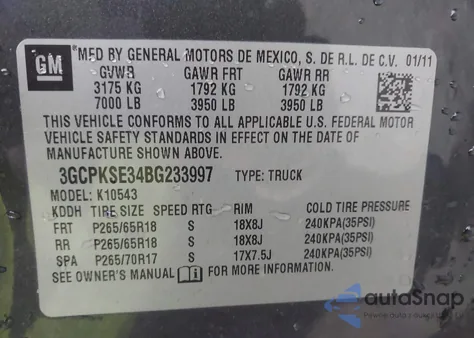 GM
MFD BY GENERAL MOTORS DE MEXICO, S. DE R.L. DE C.V. 01/11
GVWR GAWR FRT GAWR RR
3175 KG 1792 KG 1792 KG
7000 LB 3950 LB 3950 LB
THIS VEHICLE CONFORMS TO ALL APPLICABLE U.S. FEDERAL MOTOR
VEHICLE SAFETY STANDARDS IN EFFECT ON THE DATE OF
MANUFACTURE SHOWN ABOVE.
3GCPKSE34BG233997 TYPE: TRUCK
MODEL: K10543
KDDH TIRE SIZE SPEED RTG RIM COLD TIRE PRESSURE
FRT P265/65R18 S 18X8J 240KPA(35PSI)
RR P265/65R18 S 18X8J 240KPA(35PSI)
SPA P265/70R17 S 17X7.5J 240KPA(35PSI)
SEE OWNER'S MANUAL FOR MORE INFORMATION.
autoSnap